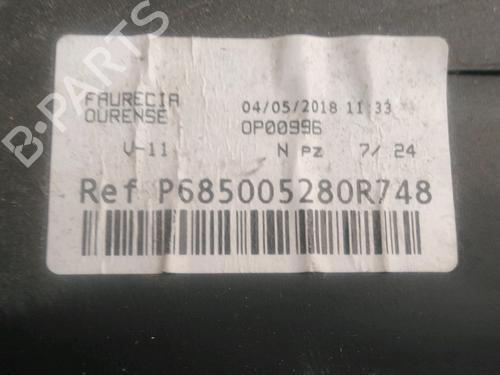 FAURECIA 04/05/2018 11:33
OURENSE OP00996
V-11 N pz 7/ 24
Ref P685005280R748
B-PARTS